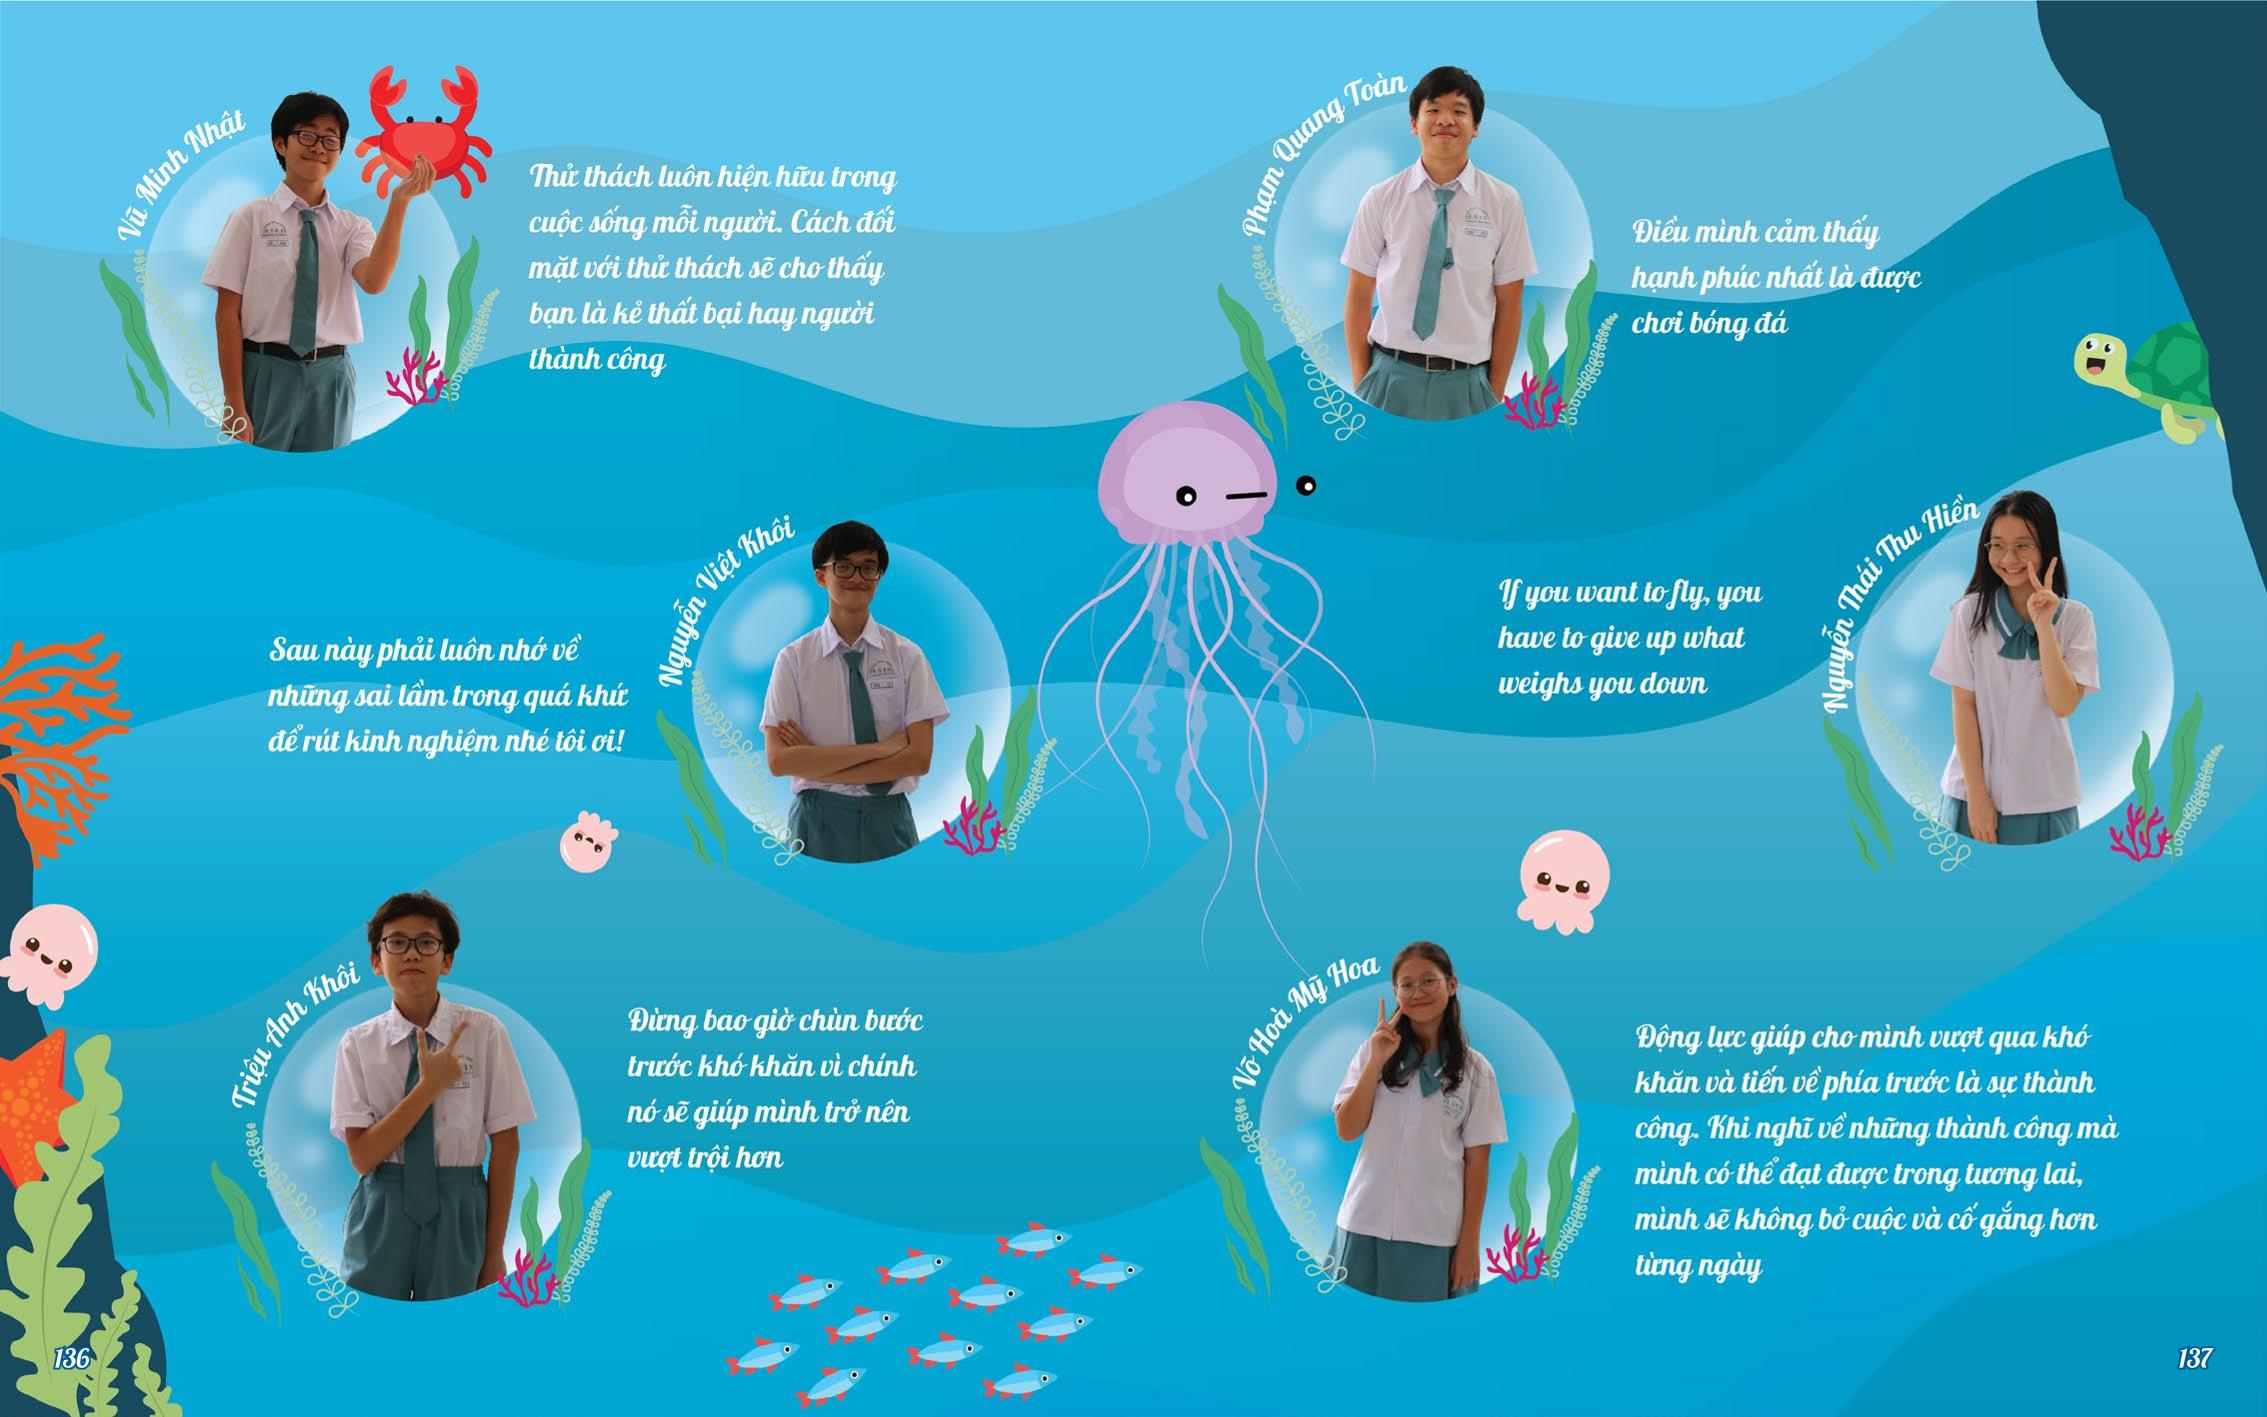 Vũ Minh Nhật
Thử thách luôn hiện hữu trong
cuộc sống mỗi người. Cách đối
mặt với thử thách sẽ cho thấy
bạn là kẻ thất bại hay người
thành công
Nguyễn Việt Khôi
Sau này phải luôn nhớ về
những sai lầm trong quá khứ
để rút kinh nghiệm nhé tôi ơi!
Triệu Anh Khôi
Đừng bao giờ chùn bước
trước khó khăn vì chính
nó sẽ giúp mình trở nên
vượt trội hơn
136
Phạm Quang Toàn
Điều mình cảm thấy
hạnh phúc nhất là được
chơi bóng đá
Nguyễn Thái Thu Hiền
If you want to fly, you
have to give up what
weighs you down
Võ Hoà Mỹ Hoa
Động lực giúp cho mình vượt qua khó
khăn và tiến về phía trước là sự thành
công. Khi nghĩ về những thành công mà
mình có thể đạt được trong tương lai,
mình sẽ không bỏ cuộc và cố gắng hơn
từng ngày
137